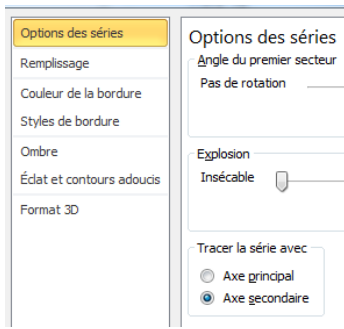 Options des séries
Remplissage
Couleur de la bordure
Styles de bordure
Ombre
Éclat et contours adoucis
Format 3D
Options des séries
Angle du premier secteur
Pas de rotation
Explosion
Insécable
Tracer la série avec
Axe principal
Axe secondaire